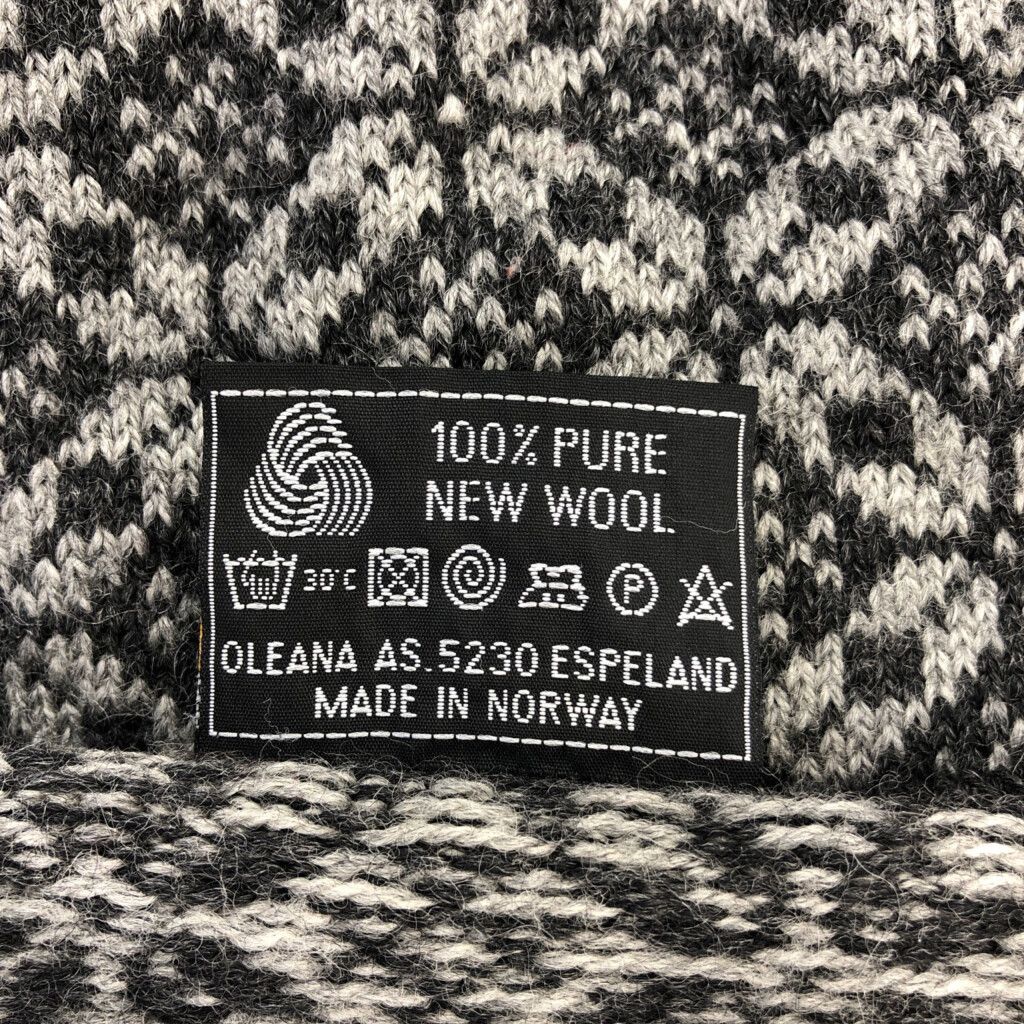 100% PURE
NEW WOOL
30°C P
OLEANA AS. 5230 ESPELAND
MADE IN NORWAY